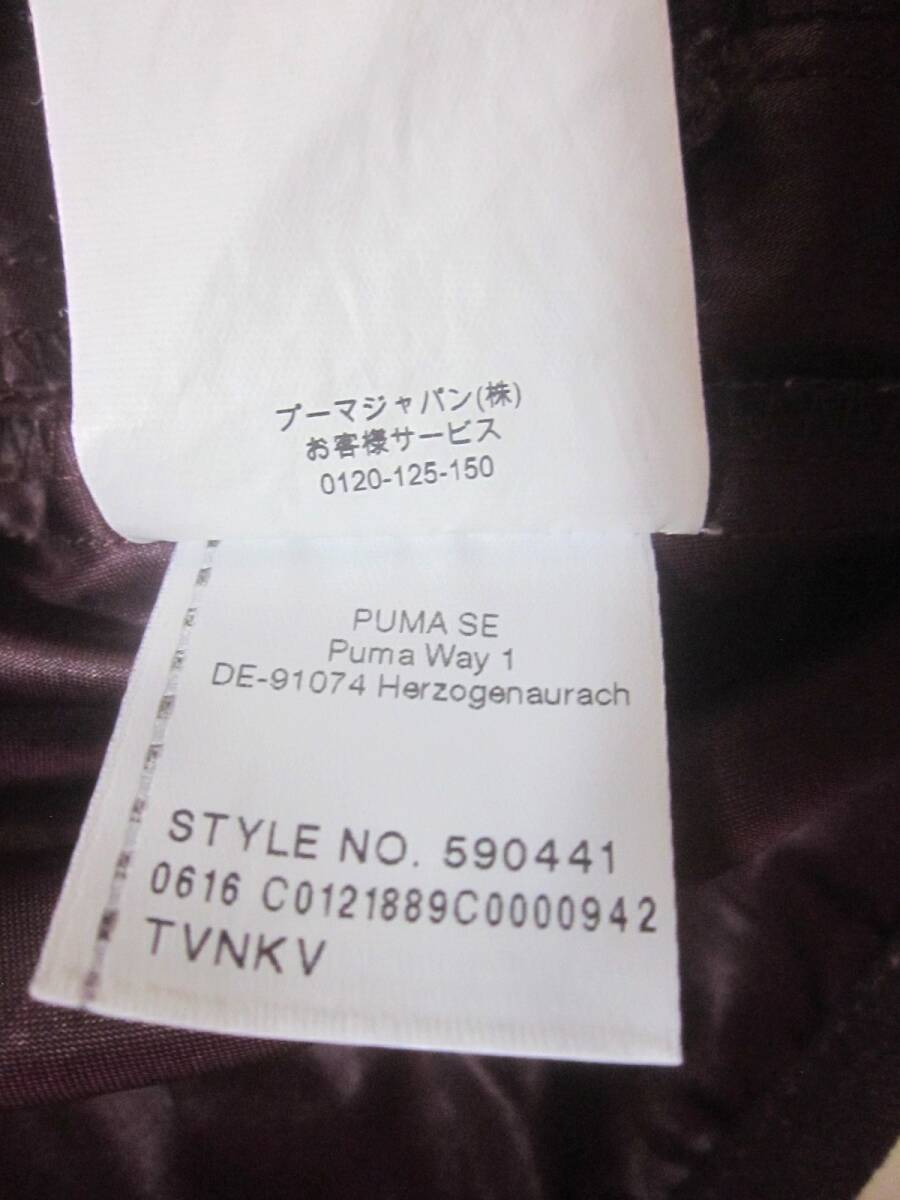 プーマジャパン(株)
お客様サービス
0120-125-150
PUMA SE
Puma Way 1
DE-91074 Herzogenaurach
STYLE NO. 590441
0616 C0121889C0000942
TVNKV